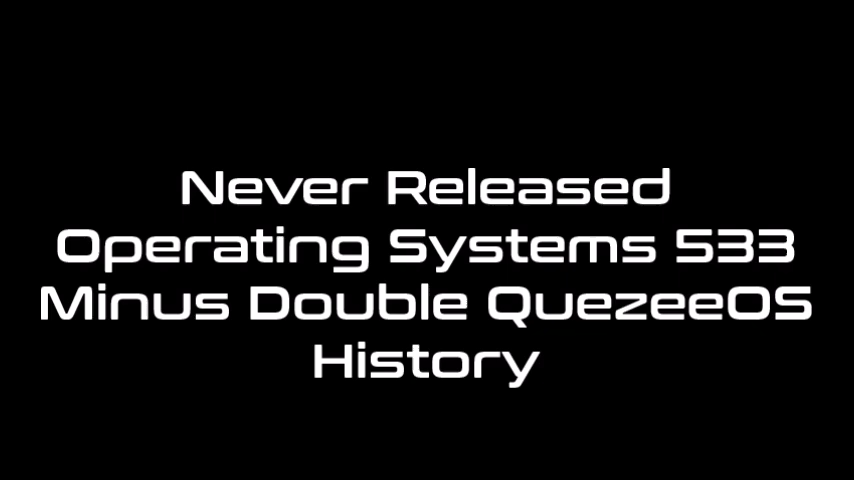 Never Released
Operating Systems 533
Minus Double QuezeeOS
History